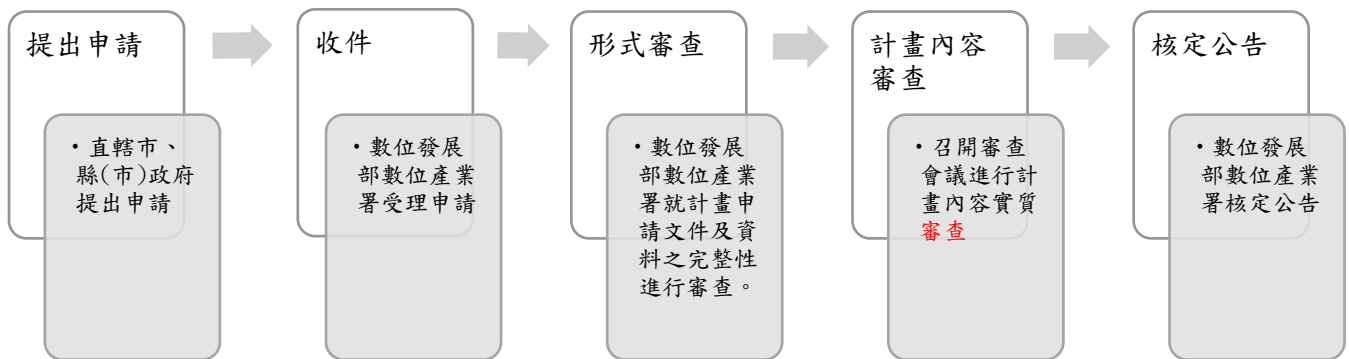 提出申請
• 直轄市、
縣(市)政府
提出申請
收件
• 數位發展
部數位產業
署受理申請
形式審查
• 數位發展
部數位產業
署就計畫申
請文件及資
料之完整性
進行審查。
計畫內容
審查
• 召開審查
會議進行計
畫內容實質
審查
核定公告
• 數位發展
部數位產業
署核定公告